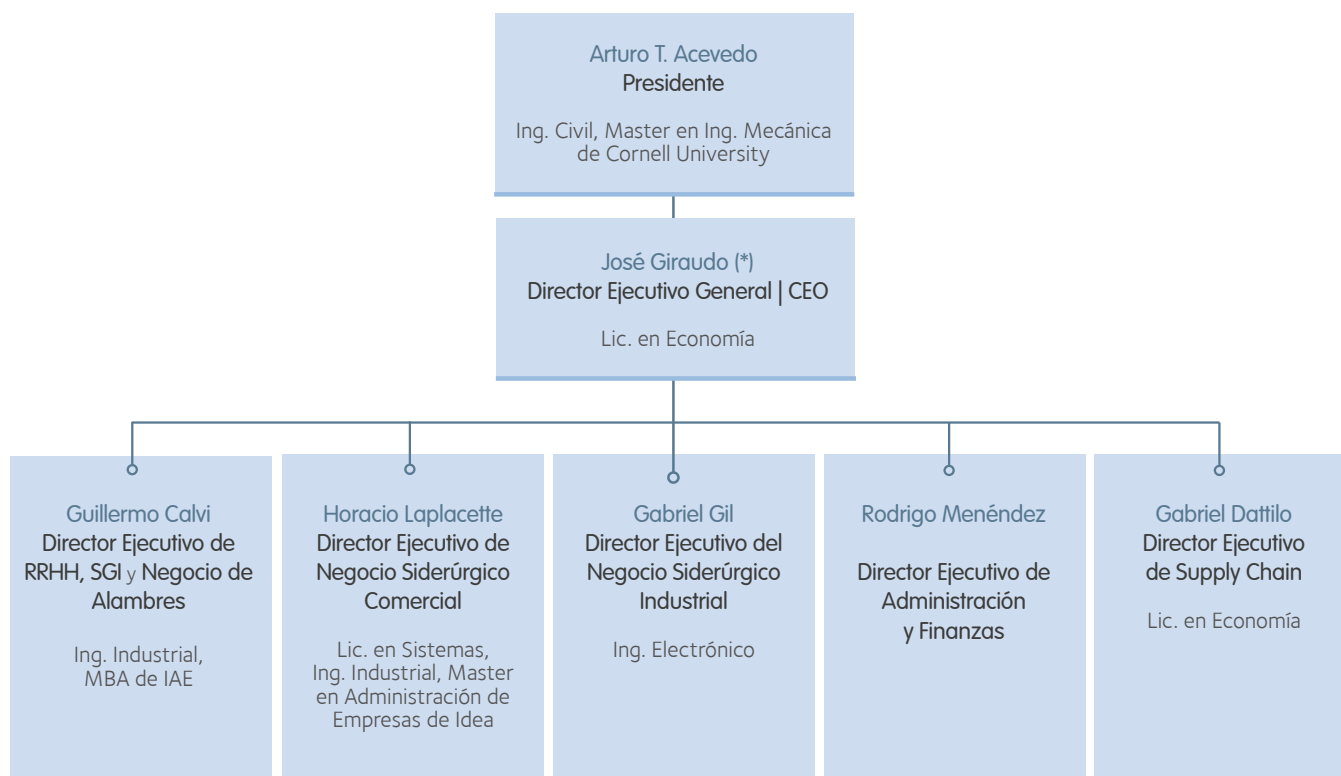 Arturo T. Acevedo
Presidente
Ing. Civil, Master en Ing. Mecánica
de Cornell University
José Giraudo (*)
Director Ejecutivo General | CEO
Lic. en Economía
Guillermo Calvi
Director Ejecutivo de
RRHH, SGI y Negocio de
Alambres
Ing. Industrial,
MBA de IAE
Horacio Laplacette
Director Ejecutivo de
Negocio Siderúrgico
Comercial
Lic. en Sistemas,
Ing. Industrial, Master
en Administración de
Empresas de Idea
Gabriel Gil
Director Ejecutivo del
Negocio Siderúrgico
Industrial
Ing. Electrónico
Rodrigo Menéndez
Director Ejecutivo de
Administración
y Finanzas
Gabriel Dattilo
Director Ejecutivo
de Supply Chain
Lic. en Economía